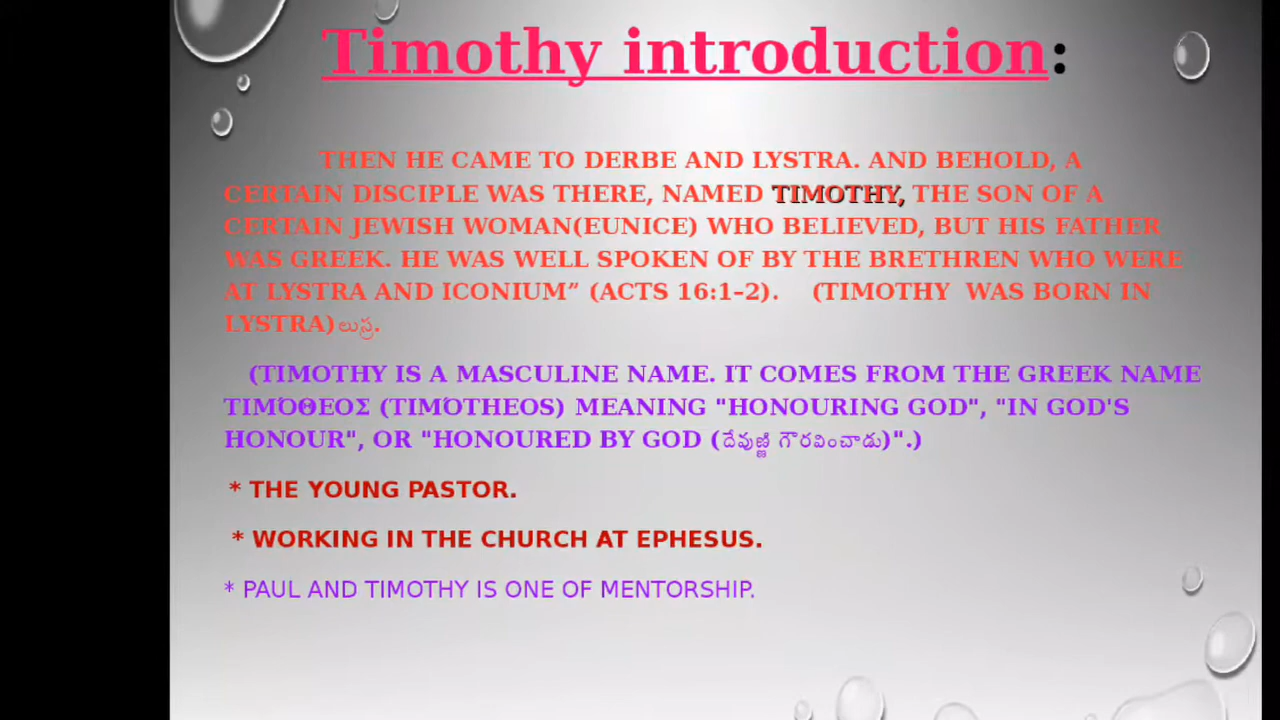 Timothy introduction:
THEN HE CAME TO DERBE AND LYSTRA. AND BEHOLD, A
CERTAIN DISCIPLE WAS THERE, NAMED TIMOTHY, THE SON OF A
CERTAIN JEWISH WOMAN(EUNICE) WHO BELIEVED, BUT HIS FATHER
WAS GREEK. HE WAS WELL SPOKEN OF BY THE BRETHREN WHO WERE
AT LYSTRA AND ICONIUM” (ACTS 16:1–2). (TIMOTHY WAS BORN IN
LYSTRA)లుస్త్ర.
(TIMOTHY IS A MASCULINE NAME. IT COMES FROM THE GREEK NAME
ΤΙΜΌΘΕΟΣ (TIMÓTHEOS) MEANING "HONOURING GOD", "IN GOD'S
HONOUR", OR "HONOURED BY GOD (దేవుణ్ణి గౌరవించాడు)".)
* THE YOUNG PASTOR.
* WORKING IN THE CHURCH AT EPHESUS.
* PAUL AND TIMOTHY IS ONE OF MENTORSHIP.